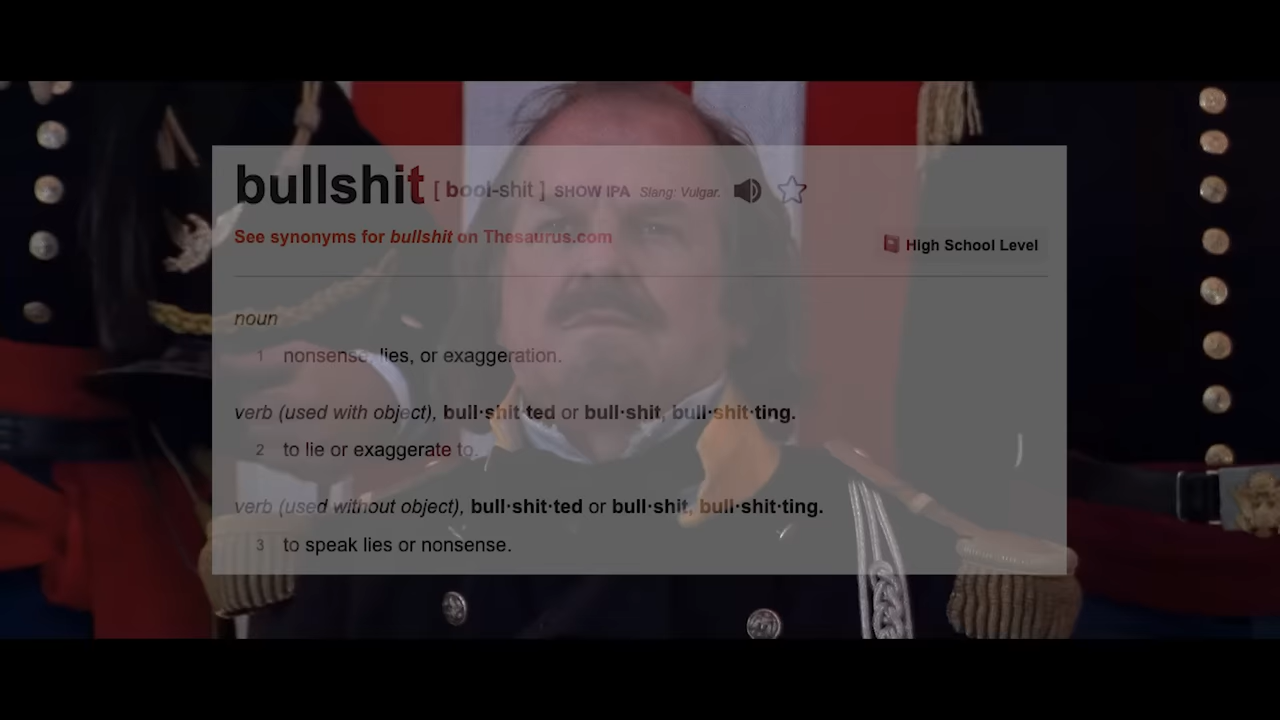 bullshit [ bool-shit ] SHOW IPA Slang: Vulgar.
See synonyms for bullshit on Thesaurus.com
High School Level
noun
1 nonsense, lies, or exaggeration.
verb (used with object), bull·shit·ted or bull·shit, bull·shit·ting.
2 to lie or exaggerate to.
verb (used without object), bull·shit·ted or bull·shit, bull·shit·ting.
3 to speak lies or nonsense.